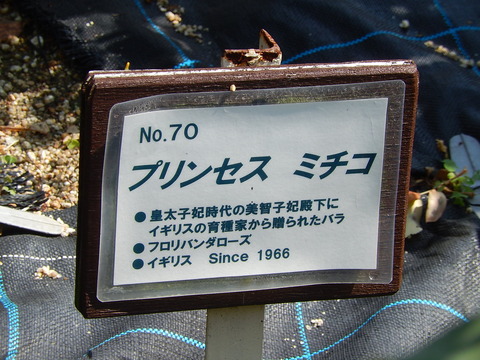 No.70
プリンセス ミチコ
●皇太子妃時代の美智子妃殿下に
イギリスの育種家から贈られたバラ
●フロリバンダローズ
●イギリス Since 1966